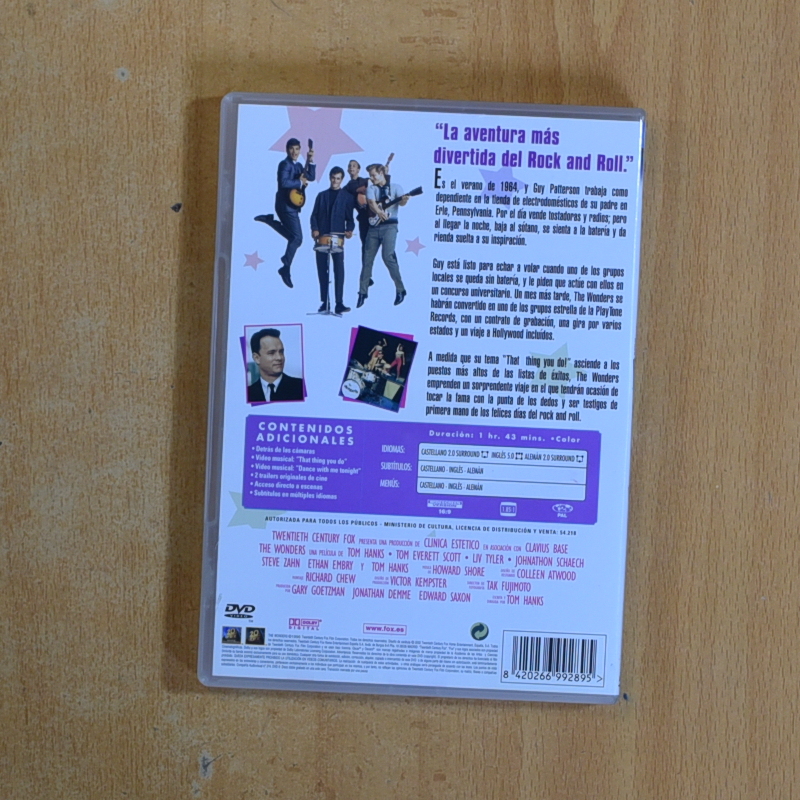 “La aventura más
divertida del Rock and Roll.”
Es el verano de 1964, y Guy Patterson trabaja como
dependiente en la tienda de electrodomésticos de su padre en
Erie, Pennsylvania. Por el día vende tostadoras y radios; pero
al llegar la noche, baja al sótano, se sienta a la batería y da
rienda suelta a su inspiración.
Guy está listo para echar a volar cuando uno de los grupos
locales se queda sin batería, y le piden que actúe con ellos en
un concurso universitario. Un mes más tarde, The Wonders se
habrán convertido en uno de los grupos estrella de la PlayTone
Records, con un contrato de grabación, una gira por varios
estados y un viaje a Hollywood incluídos.
A medida que su tema "That thing you do!" asciende a los
puestos más altos de las listas de éxitos, The Wonders
emprenden un sorprendente viaje en el que tendrán ocasión de
tocar la fama con la punta de los dedos y ser testigos de
primera mano de los felices días del rock and roll.
CONTENIDOS
ADICIONALES
• Detrás de las cámaras
• Vídeo musical: "That thing you do"
• Vídeo musical: "Dance with me tonight"
• 2 trailers originales de cine
• Acceso directo a escenas
• Subtítulos en múltiples idiomas
Duración: 1 hr. 43 mins. •Color
IDIOMAS: CASTELLANO 2.0 SURROUND INGLÉS 5.0 ALEMÁN 2.0 SURROUND
SUBTÍTULOS: CASTELLANO - INGLÉS - ALEMÁN
MENÚS: CASTELLANO - INGLÉS - ALEMÁN
16:9 1.85:1 PAL
AUTORIZADA PARA TODOS LOS PÚBLICOS - MINISTERIO DE CULTURA, LICENCIA DE DISTRIBUCIÓN Y VENTA: 54.210
TWENTIETH CENTURY FOX PRESENTA UNA PRODUCCIÓN DE CLINICA ESTETICO EN ASOCIACIÓN CON CLAVIUS BASE
THE WONDERS UNA PELÍCULA DE TOM HANKS • TOM EVERETT SCOTT • LIV TYLER • JOHNATHON SCHAECH
STEVE ZAHN ETHAN EMBRY Y TOM HANKS HOWARD SHORE COLLEEN ATWOOD
RICHARD CHEW VICTOR KEMPSTER TAK FUJIMOTO
GARY GOETZMAN JONATHAN DEMME EDWARD SAXON TOM HANKS
DVD
VIDEO
DOLBY
DIGITAL
www.fox.es
8 420266 992895 >